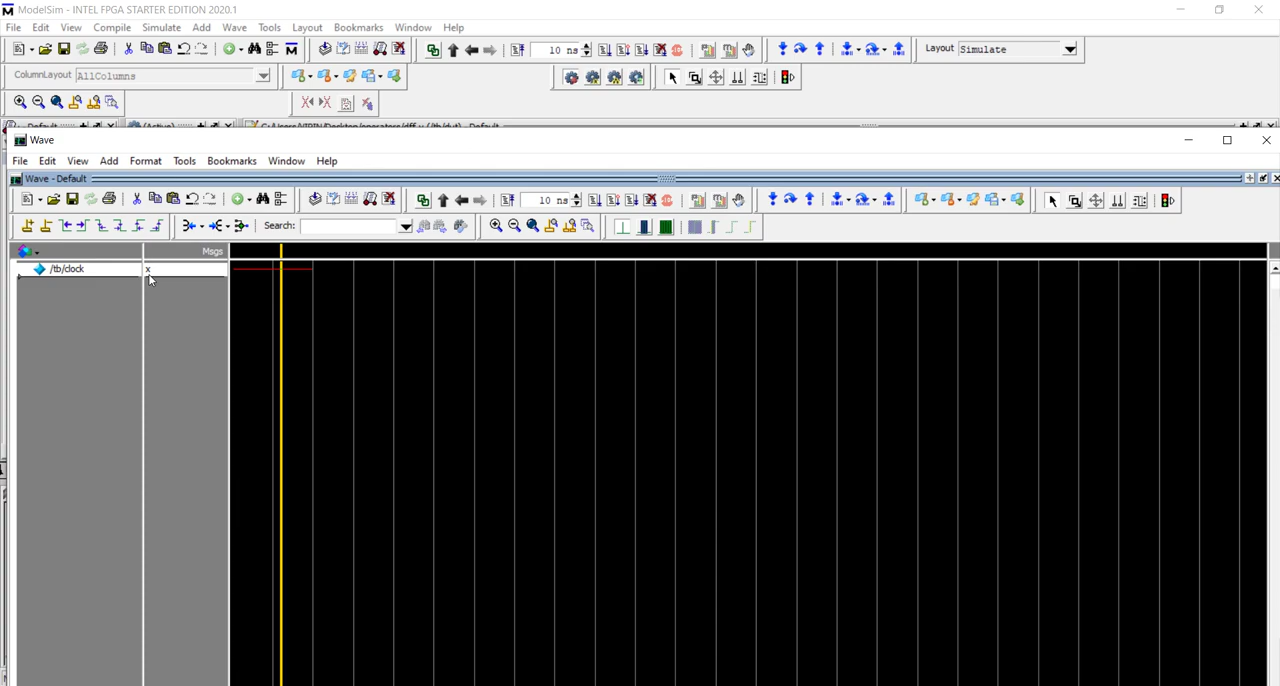 ModelSim - INTEL FPGA STARTER EDITION 2020.1
File Edit View Compile Simulate Add Wave Tools Layout Bookmarks Window Help
10 ns Layout Simulate
ColumnLayout AllColumns
Wave
File Edit View Add Format Tools Bookmarks Window Help
Wave - Default
10 ns
Search:
Msgs
/tb/clock x